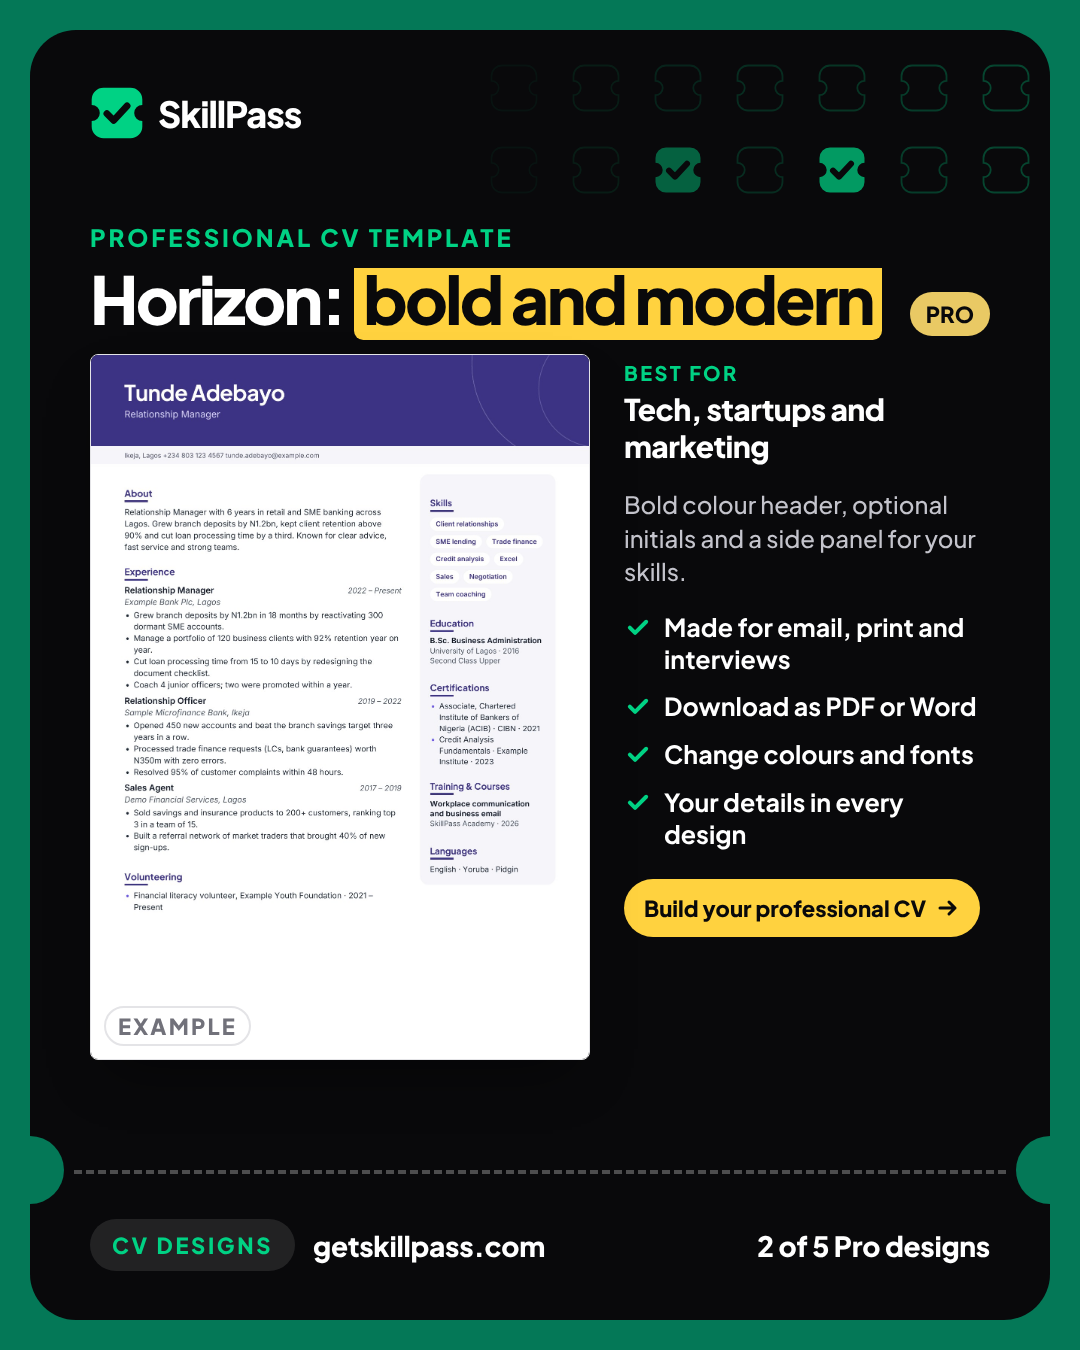 SkillPass
PROFESSIONAL CV TEMPLATE
Horizon: bold and modern
PRO
Tunde Adebayo
Relationship Manager
Ikeja, Lagos +234 803 123 4567 tunde.adebayo@example.com
About
Relationship Manager with 6 years in retail and SME banking across
Lagos. Grew branch deposits by N1.2bn, kept client retention above
90% and cut loan processing time by a third. Known for clear advice,
fast service and strong teams.
Experience
Relationship Manager 2022 – Present
Example Bank Plc, Lagos
• Grew branch deposits by N1.2bn in 18 months by reactivating 300
dormant SME accounts.
• Manage a portfolio of 120 business clients with 92% retention year on
year.
• Cut loan processing time from 15 to 10 days by redesigning the
document checklist.
• Coach 4 junior officers; two were promoted within a year.
Relationship Officer 2019 – 2022
Sample Microfinance Bank, Ikeja
• Opened 450 new accounts and beat the branch savings target three
years in a row.
• Processed trade finance requests (LCs, bank guarantees) worth
N350m with zero errors.
• Resolved 95% of customer complaints within 48 hours.
Sales Agent 2017 – 2019
Demo Financial Services, Lagos
• Sold savings and insurance products to 200+ customers, ranking top
3 in a team of 15.
• Built a referral network of market traders that brought 40% of new
sign-ups.
Volunteering
• Financial literacy volunteer, Example Youth Foundation · 2021 –
Present
Skills
Client relationships
SME lending Trade finance
Credit analysis Excel
Sales Negotiation
Team coaching
Education
B.Sc. Business Administration
University of Lagos · 2016
Second Class Upper
Certifications
• Associate, Chartered
Institute of Bankers of
Nigeria (ACIB) · CIBN · 2021
• Credit Analysis
Fundamentals · Example
Institute · 2023
Training & Courses
Workplace communication
and business email
SkillPass Academy · 2026
Languages
English · Yoruba · Pidgin
EXAMPLE
BEST FOR
Tech, startups and
marketing
Bold colour header, optional
initials and a side panel for your
skills.
Made for email, print and
interviews
Download as PDF or Word
Change colours and fonts
Your details in every
design
Build your professional CV →
CV DESIGNS
getskillpass.com
2 of 5 Pro designs